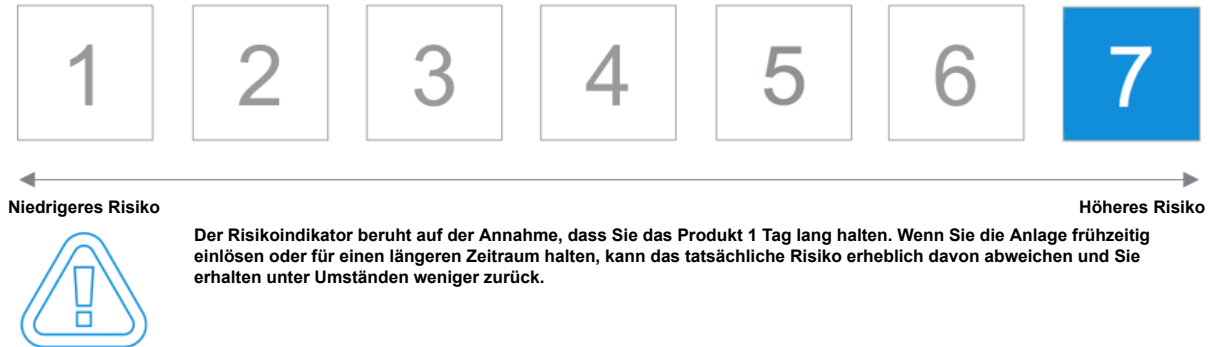 1 2 3 4 5 6 7
Niedrigeres Risiko Höheres Risiko
Der Risikoindikator beruht auf der Annahme, dass Sie das Produkt 1 Tag lang halten. Wenn Sie die Anlage frühzeitig
einlösen oder für einen längeren Zeitraum halten, kann das tatsächliche Risiko erheblich davon abweichen und Sie
erhalten unter Umständen weniger zurück.